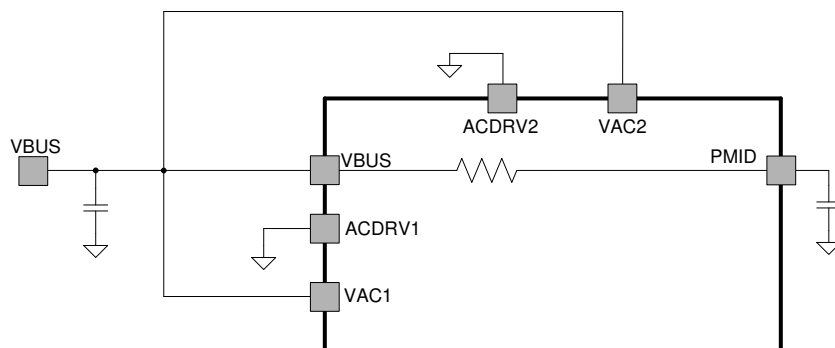 ACDRV2
VAC2
VBUS
VBUS
PMID
ACDRV1
VAC1